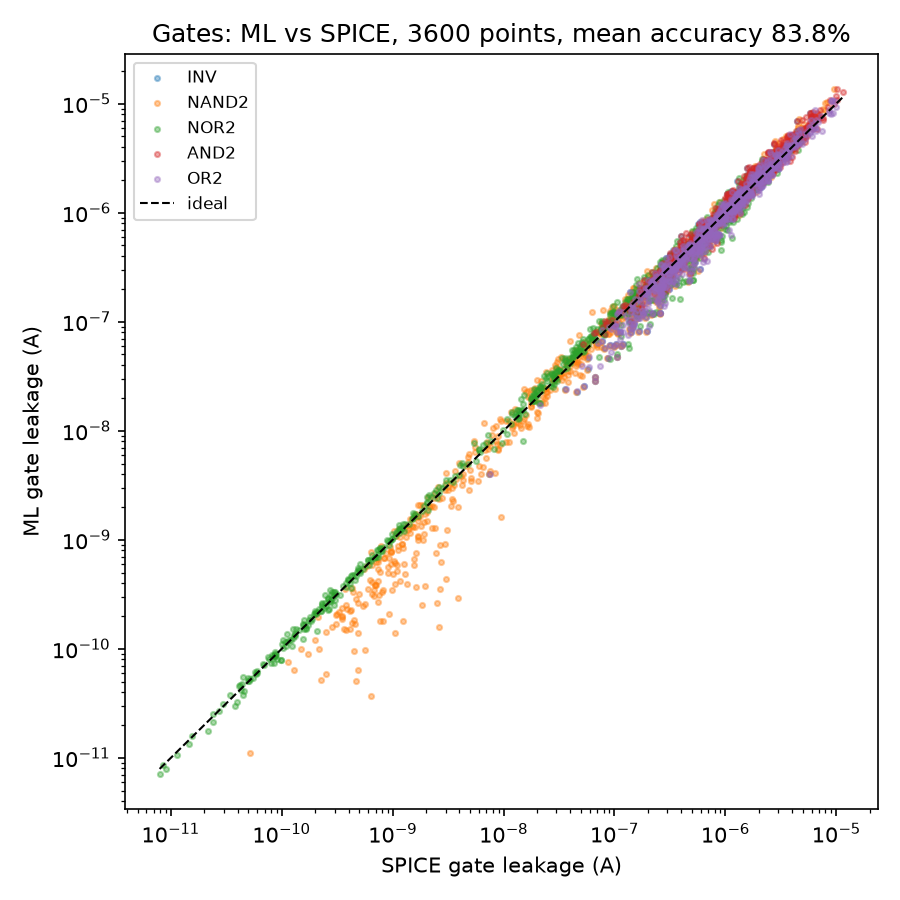 Gates: ML vs SPICE, 3600 points, mean accuracy 83.8%
INV
NAND2
NOR2
AND2
OR2
ideal
10⁻⁵
10⁻⁶
10⁻⁷
10⁻⁸
10⁻⁹
10⁻¹⁰
10⁻¹¹
ML gate leakage (A)
10⁻¹¹ 10⁻¹⁰ 10⁻⁹ 10⁻⁸ 10⁻⁷ 10⁻⁶ 10⁻⁵
SPICE gate leakage (A)